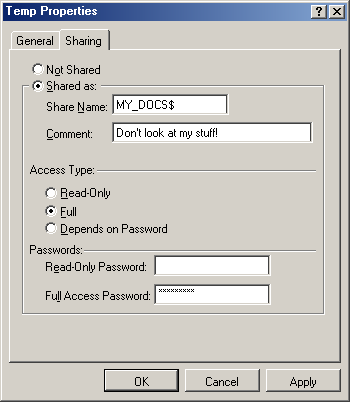 Temp Properties
General Sharing
Not Shared
Shared as:
Share Name: MY_DOCS$
Comment: Don't look at my stuff!
Access Type:
Read-Only
Full
Depends on Password
Passwords:
Read-Only Password:
Full Access Password: *********
OK Cancel Apply